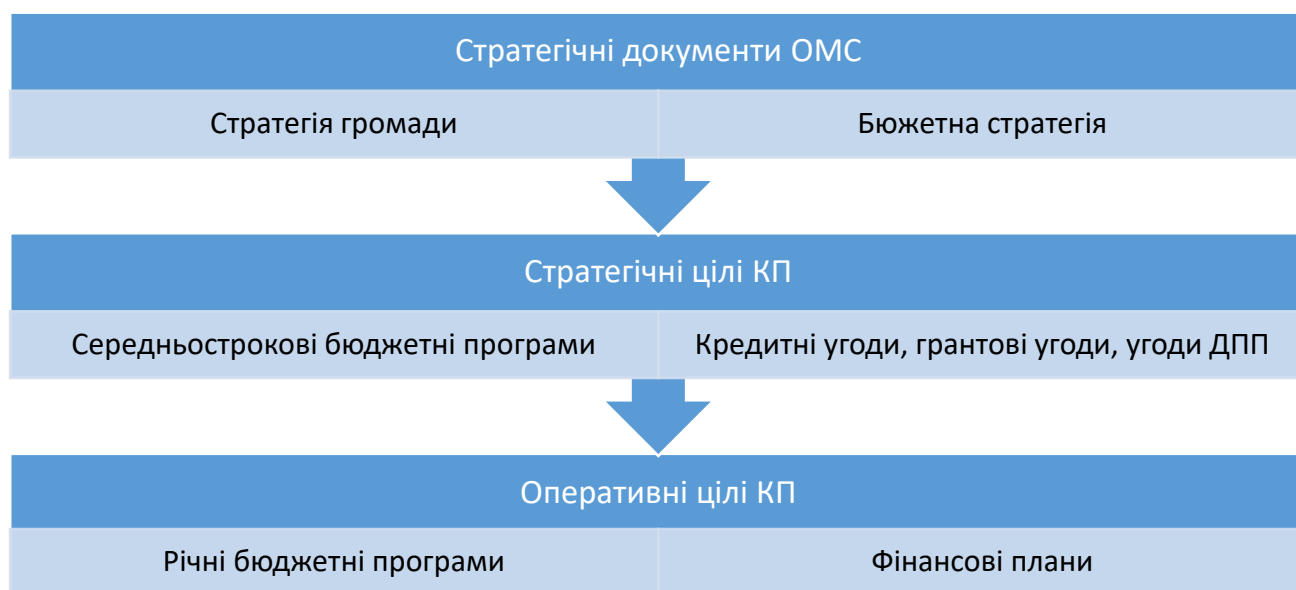 Стратегічні документи ОМС
Стратегія громади
Бюжетна стратегія
Стратегічні цілі КП
Середньострокові бюджетні програми
Кредитні угоди, грантові угоди, угоди ДПП
Оперативні цілі КП
Річні бюджетні програми
Фінансові плани